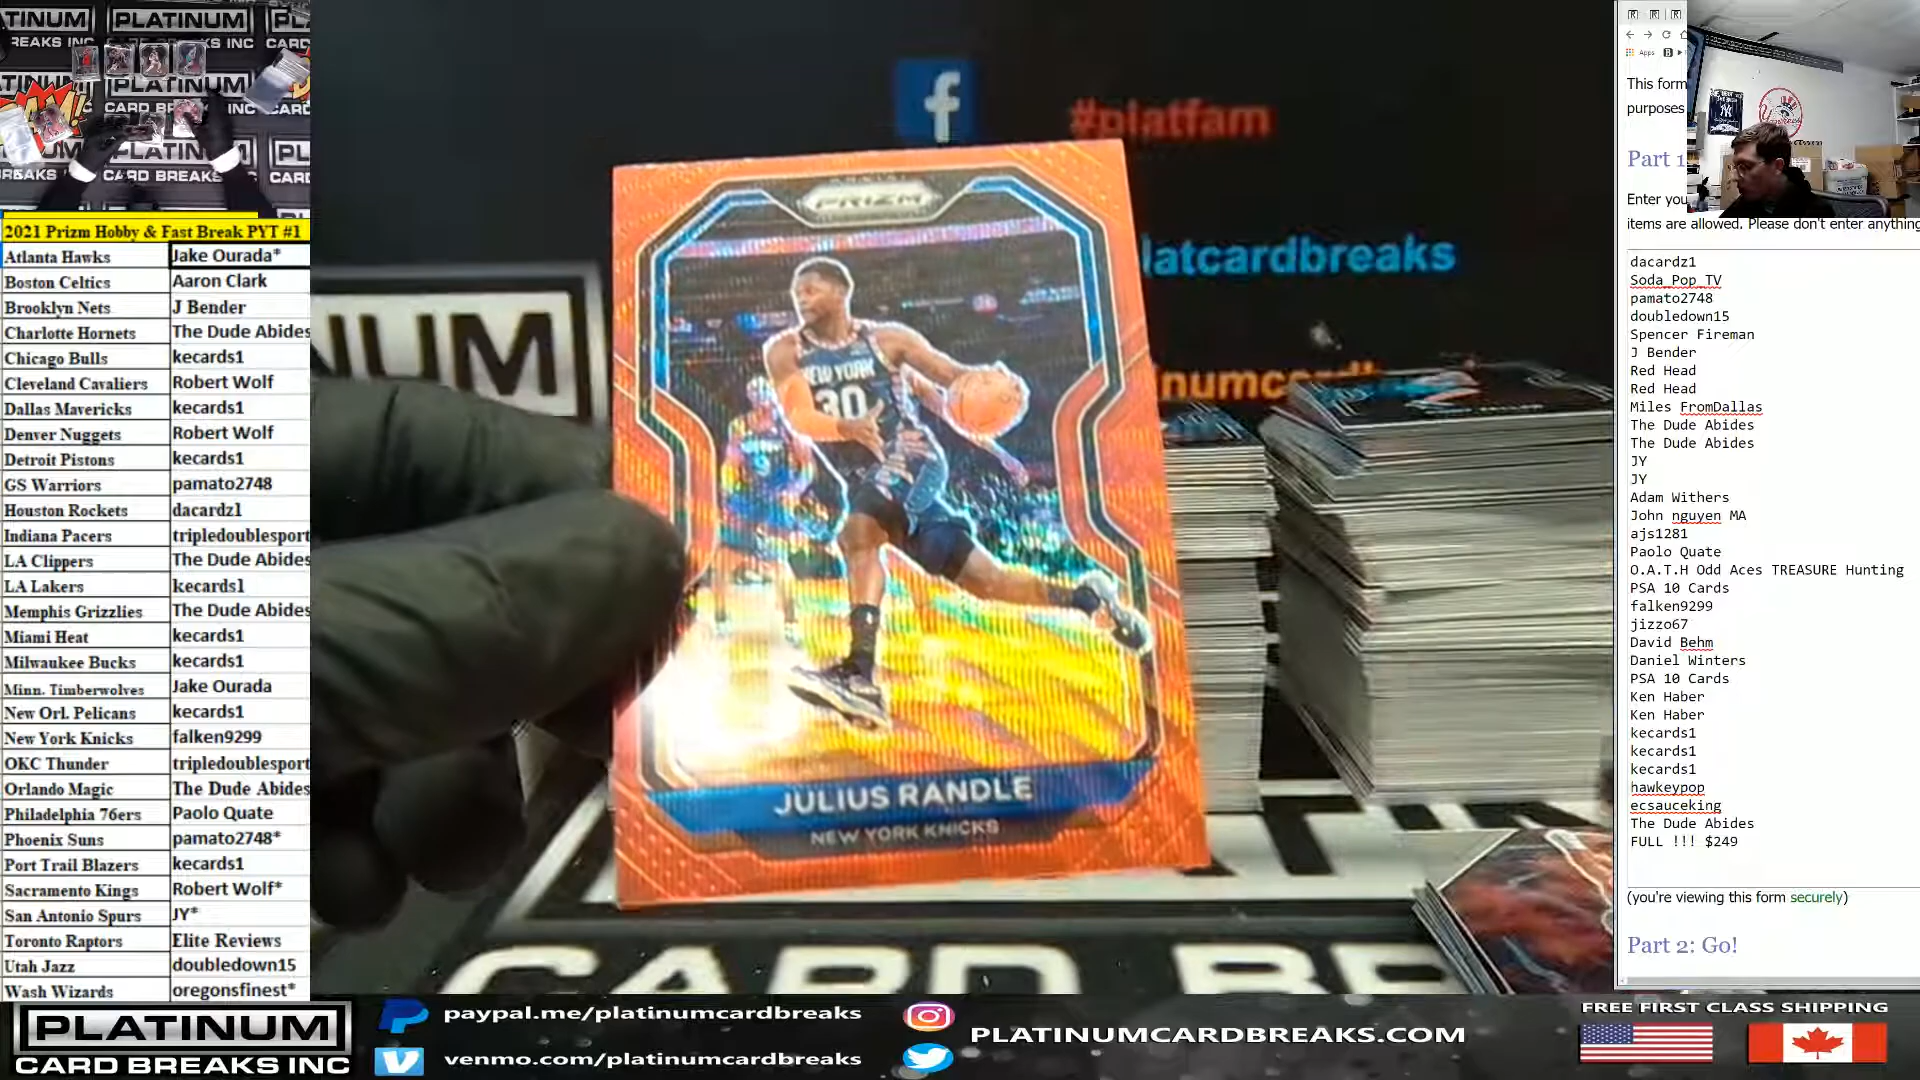 PLATINUM
CARD BREAKS INC
2021 Prizm Hobby & Fast Break PYT #1
Atlanta Hawks Jake Ourada*
Boston Celtics Aaron Clark
Brooklyn Nets J Bender
Charlotte Hornets The Dude Abides
Chicago Bulls kecards1
Cleveland Cavaliers Robert Wolf
Dallas Mavericks kecards1
Denver Nuggets Robert Wolf
Detroit Pistons kecards1
GS Warriors pamato2748
Houston Rockets dacardz1
Indiana Pacers tripledoublesport
LA Clippers The Dude Abides
LA Lakers kecards1
Memphis Grizzlies The Dude Abides
Miami Heat kecards1
Milwaukee Bucks kecards1
Minn. Timberwolves Jake Ourada
New Orl. Pelicans kecards1
New York Knicks falken9299
OKC Thunder tripledoublesport
Orlando Magic The Dude Abides
Philadelphia 76ers Paolo Quate
Phoenix Suns pamato2748*
Port Trail Blazers kecards1
Sacramento Kings Robert Wolf*
San Antonio Spurs JY*
Toronto Raptors Elite Reviews
Utah Jazz doubledown15
Wash Wizards oregonsfinest*
f
#platfam
latcardbreaks
numcard
NUM
CARD BRE
PRIZM
NEW YORK
30
JULIUS RANDLE
NEW YORK KNICKS
Apps
This form
purposes
Part 1
Enter you
items are allowed. Please don't enter anything
dacardz1
Soda_Pop_TV
pamato2748
doubledown15
Spencer Fireman
J Bender
Red Head
Red Head
Miles FromDallas
The Dude Abides
The Dude Abides
JY
JY
Adam Withers
John nguyen MA
ajs1281
Paolo Quate
O.A.T.H Odd Aces TREASURE Hunting
PSA 10 Cards
falken9299
jizzo67
David Behm
Daniel Winters
PSA 10 Cards
Ken Haber
Ken Haber
kecards1
kecards1
kecards1
hawkeypop
ecsauceking
The Dude Abides
FULL !!! $249
(you're viewing this form securely)
Part 2: Go!
PLATINUM
CARD BREAKS INC
paypal.me/platinumcardbreaks
venmo.com/platinumcardbreaks
PLATINUMCARDBREAKS.COM
FREE FIRST CLASS SHIPPING